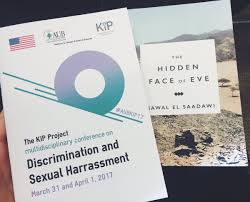 AUB
KiP
#AUBKIP17
The KIP Project
multidisciplinary conference on
Discrimination and
Sexual Harrassment
March 31 and April 1, 2017
THE
HIDDEN
FACE OF EVE
NAWAL EL SAADAWI